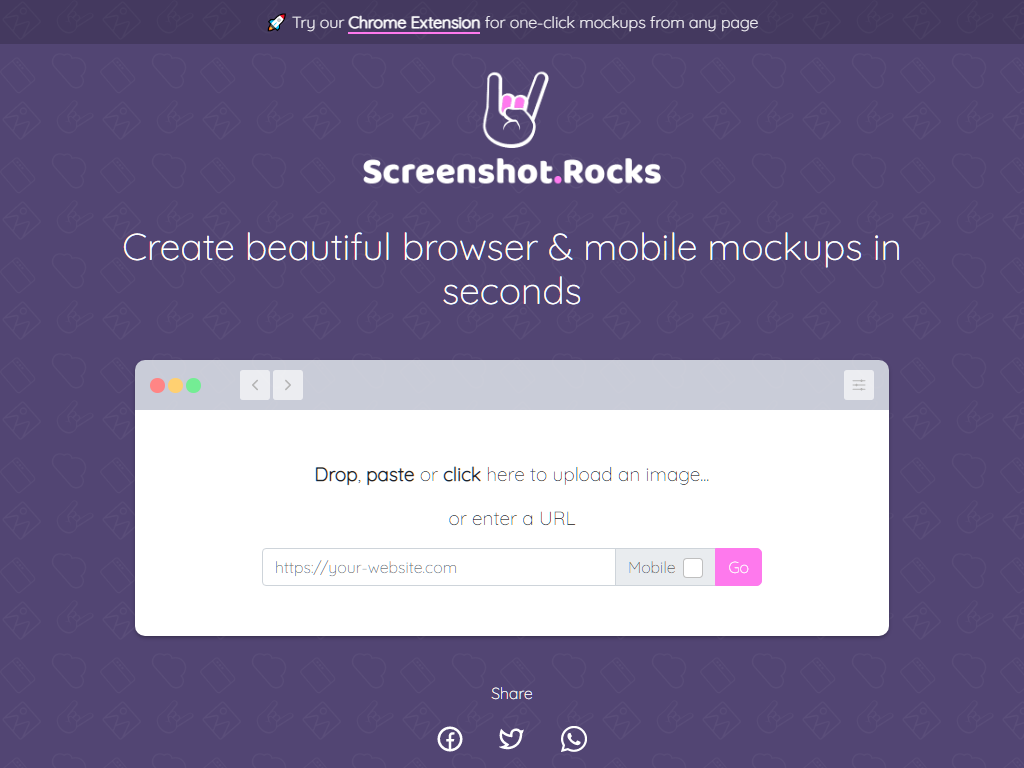 🚀 Try our Chrome Extension for one-click mockups from any page
Screenshot.Rocks
Create beautiful browser & mobile mockups in
seconds
Drop, paste or click here to upload an image...
or enter a URL
https://your-website.com Mobile Go
Share